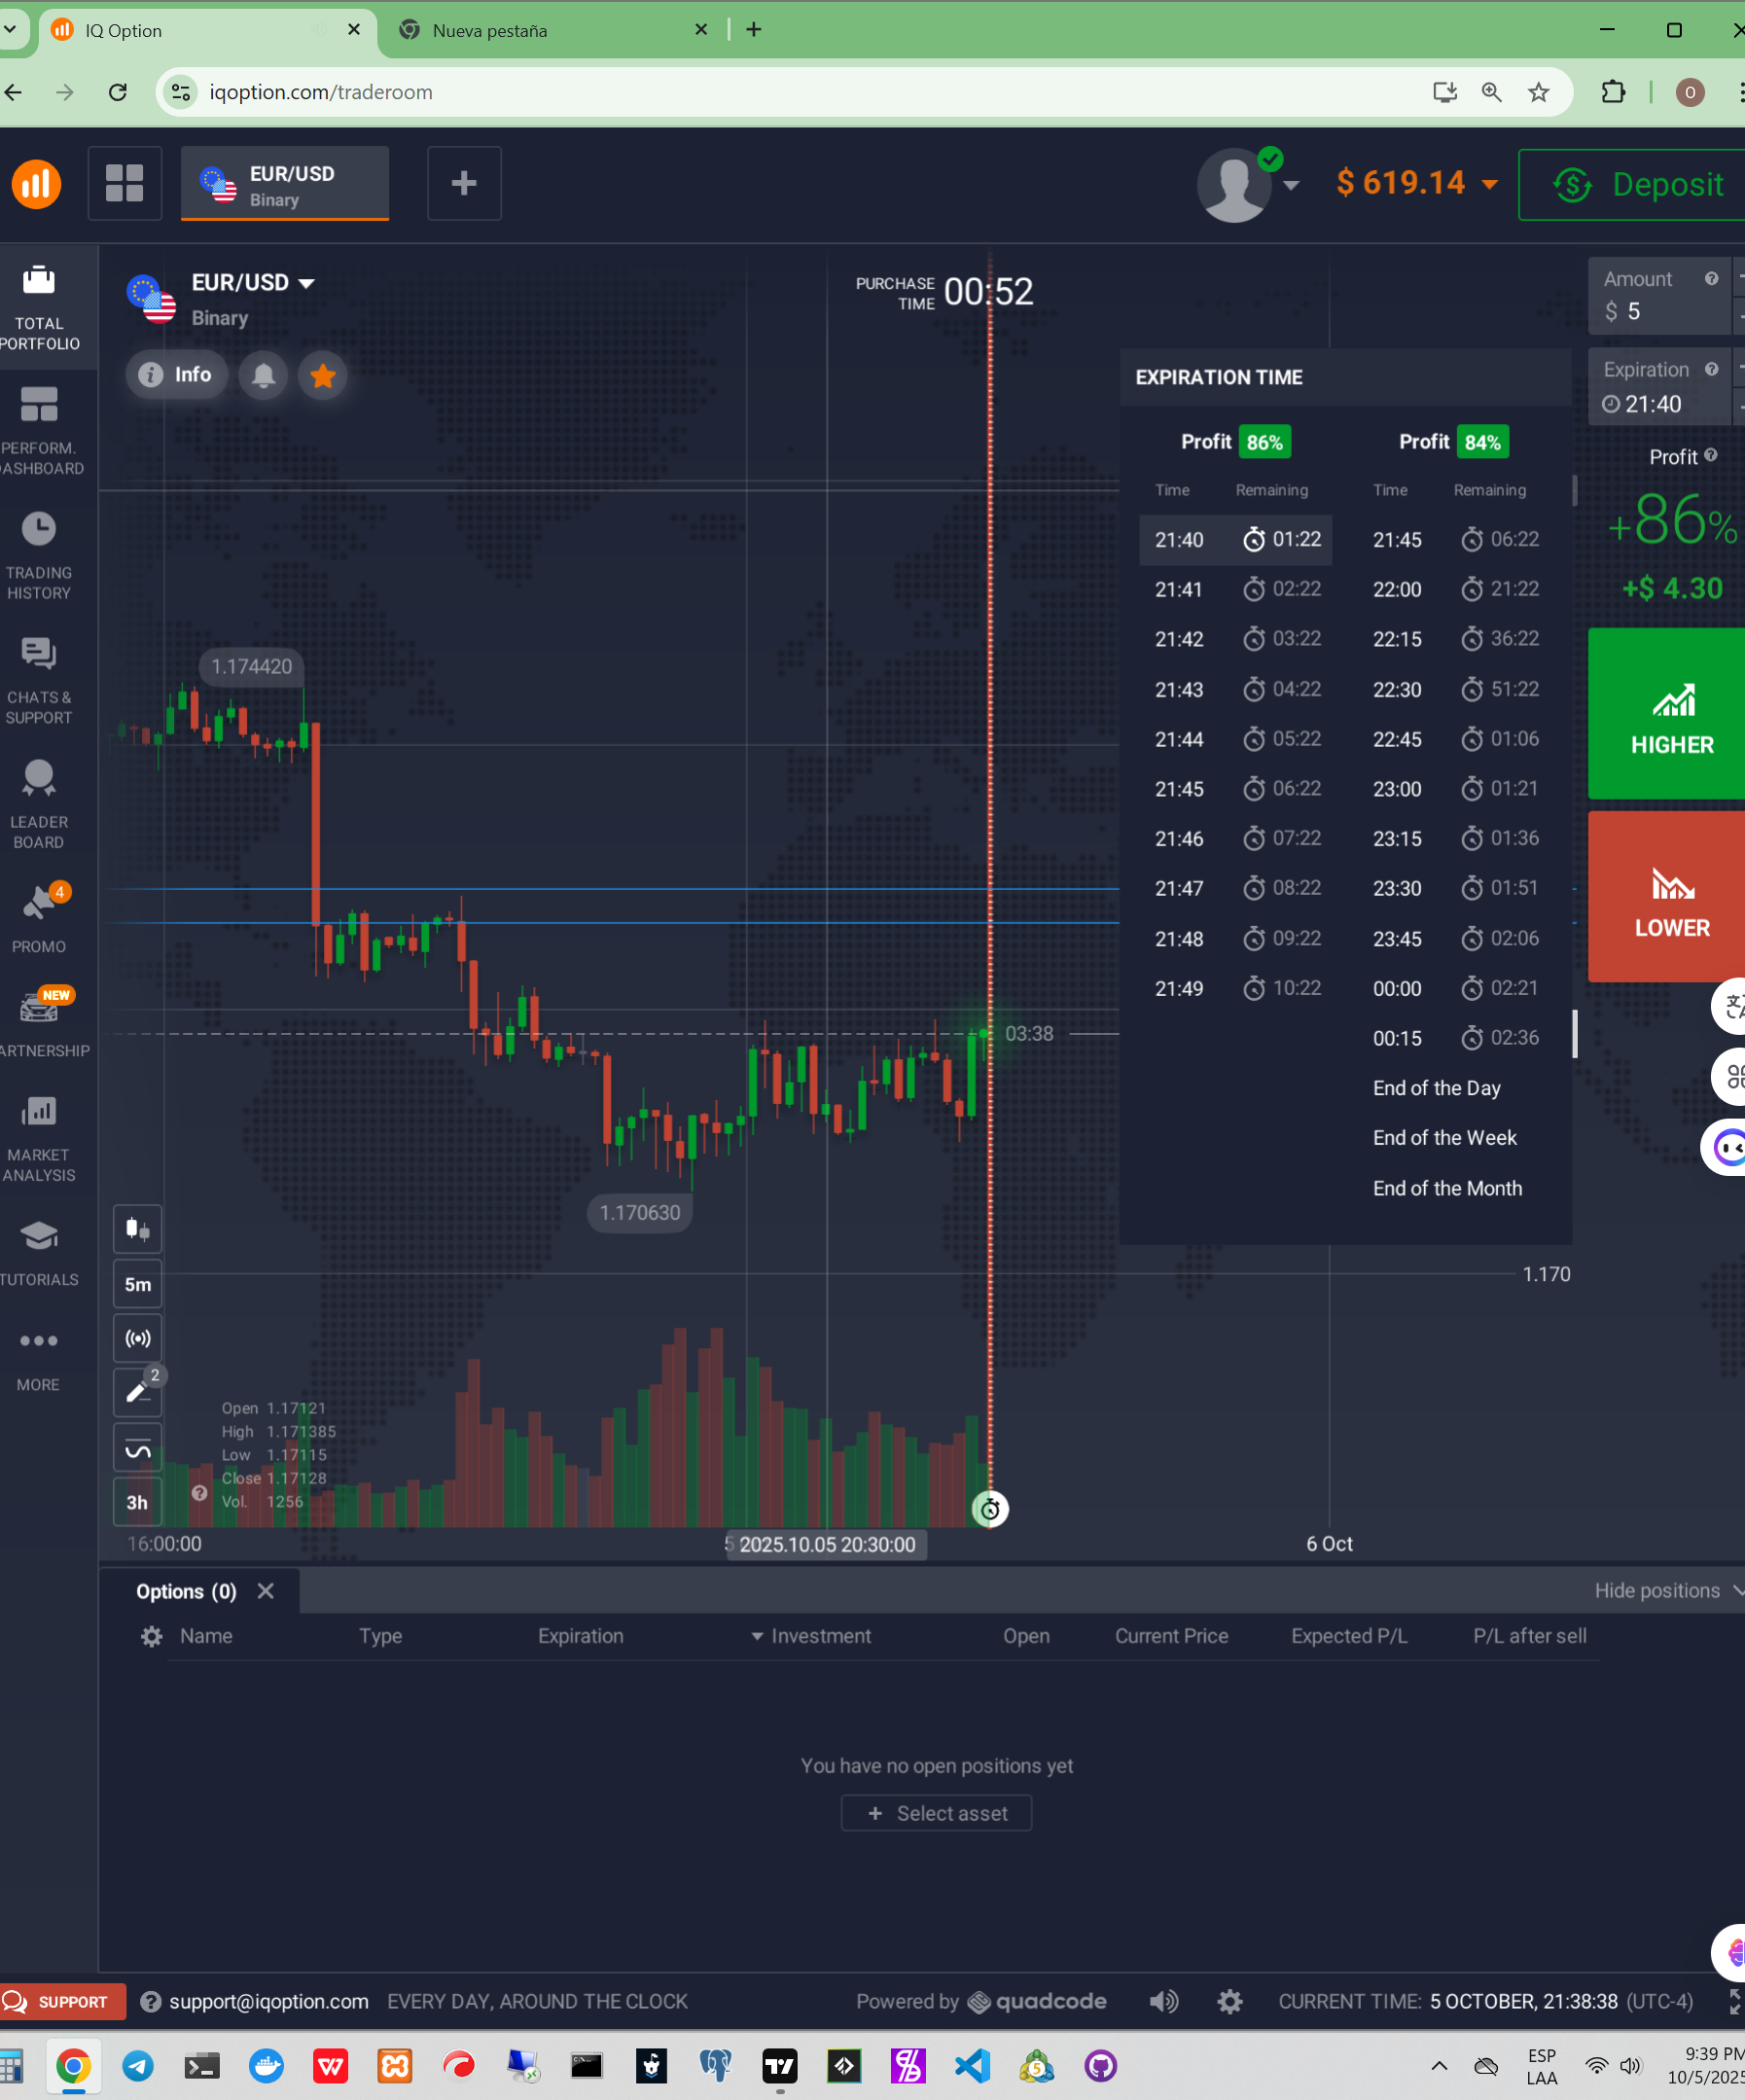 IQ Option
Nueva pestaña
iqoption.com/traderoom
O
EUR/USD
Binary
$ 619.14
Deposit
TOTAL
PORTFOLIO
PERFORM.
DASHBOARD
TRADING
HISTORY
CHATS &
SUPPORT
LEADER
BOARD
4
PROMO
NEW
ARTNERSHIP
MARKET
ANALYSIS
TUTORIALS
MORE
EUR/USD
Binary
Info
PURCHASE
TIME
00:52
EXPIRATION TIME
Profit 86% Profit 84%
Time Remaining Time Remaining
21:40 01:22 21:45 06:22
21:41 02:22 22:00 21:22
21:42 03:22 22:15 36:22
21:43 04:22 22:30 51:22
21:44 05:22 22:45 01:06
21:45 06:22 23:00 01:21
21:46 07:22 23:15 01:36
21:47 08:22 23:30 01:51
21:48 09:22 23:45 02:06
21:49 10:22 00:00 02:21
00:15 02:36
End of the Day
End of the Week
End of the Month
Amount
$ 5
Expiration
21:40
Profit
+86%
+$ 4.30
HIGHER
LOWER
1.174420
03:38
1.170630
1.170
5m
2
3h
Open 1.17121
High 1.171385
Low 1.17115
Close 1.17128
Vol. 1256
16:00:00
5
2025.10.05 20:30:00
6 Oct
Options (0)
Hide positions
Name Type Expiration Investment Open Current Price Expected P/L P/L after sell
You have no open positions yet
+ Select asset
SUPPORT
support@iqoption.com
EVERY DAY, AROUND THE CLOCK
Powered by quadcode
CURRENT TIME: 5 OCTOBER, 21:38:38 (UTC-4)
ESP
LAA
9:39 PM
10/5/2025